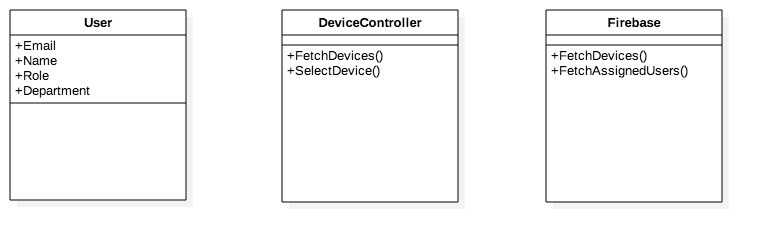 User
+Email
+Name
+Role
+Department
DeviceController
+FetchDevices()
+SelectDevice()
Firebase
+FetchDevices()
+FetchAssignedUsers()